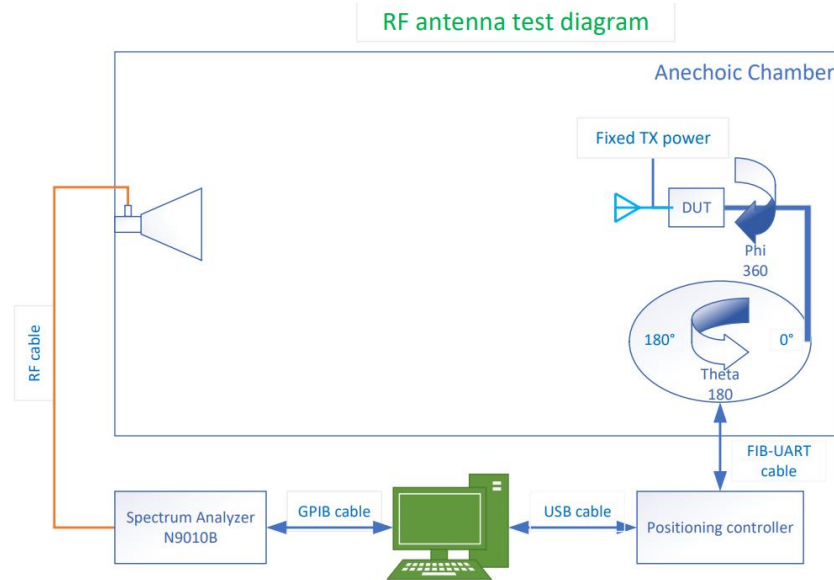 RF antenna test diagram
Anechoic Chamber
Fixed TX power
DUT
Phi
360
180°
0°
Theta
180
RF cable
FIB-UART
cable
Spectrum Analyzer
N9010B
GPIB cable
USB cable
Positioning controller